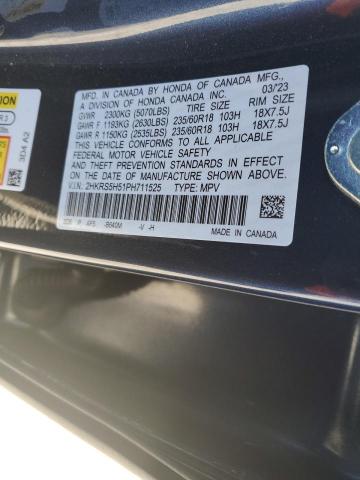 MFD. IN CANADA BY HONDA OF CANADA MFG.,
A DIVISION OF HONDA CANADA INC. 03/'23
GVWR 2300KG (5070LBS) TIRE SIZE RIM SIZE
GAWR F 1193KG (2630LBS) 235/60R18 103H 18X7.5J
GAWR R 1150KG (2535LBS) 235/60R18 103H 18X7.5J
THIS VEHICLE CONFORMS TO ALL APPLICABLE
FEDERAL MOTOR VEHICLE SAFETY
AND THEFT PREVENTION STANDARDS IN EFFECT
ON THE DATE OF MANUFACTURE SHOWN ABOVE.
V.I.N. 2HKRS5H51PH711525 TYPE: MPV
-V -H
MADE IN CANADA
3D4 A2